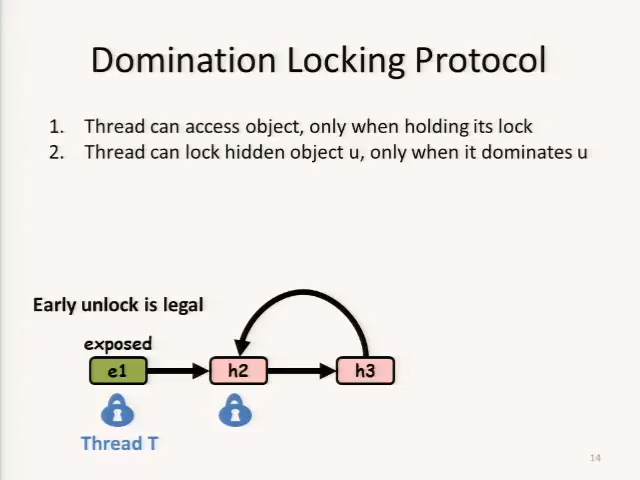 Domination Locking Protocol
1. Thread can access object, only when holding its lock
2. Thread can lock hidden object u, only when it dominates u
Early unlock is legal
exposed
e1 h2 h3
Thread T
14